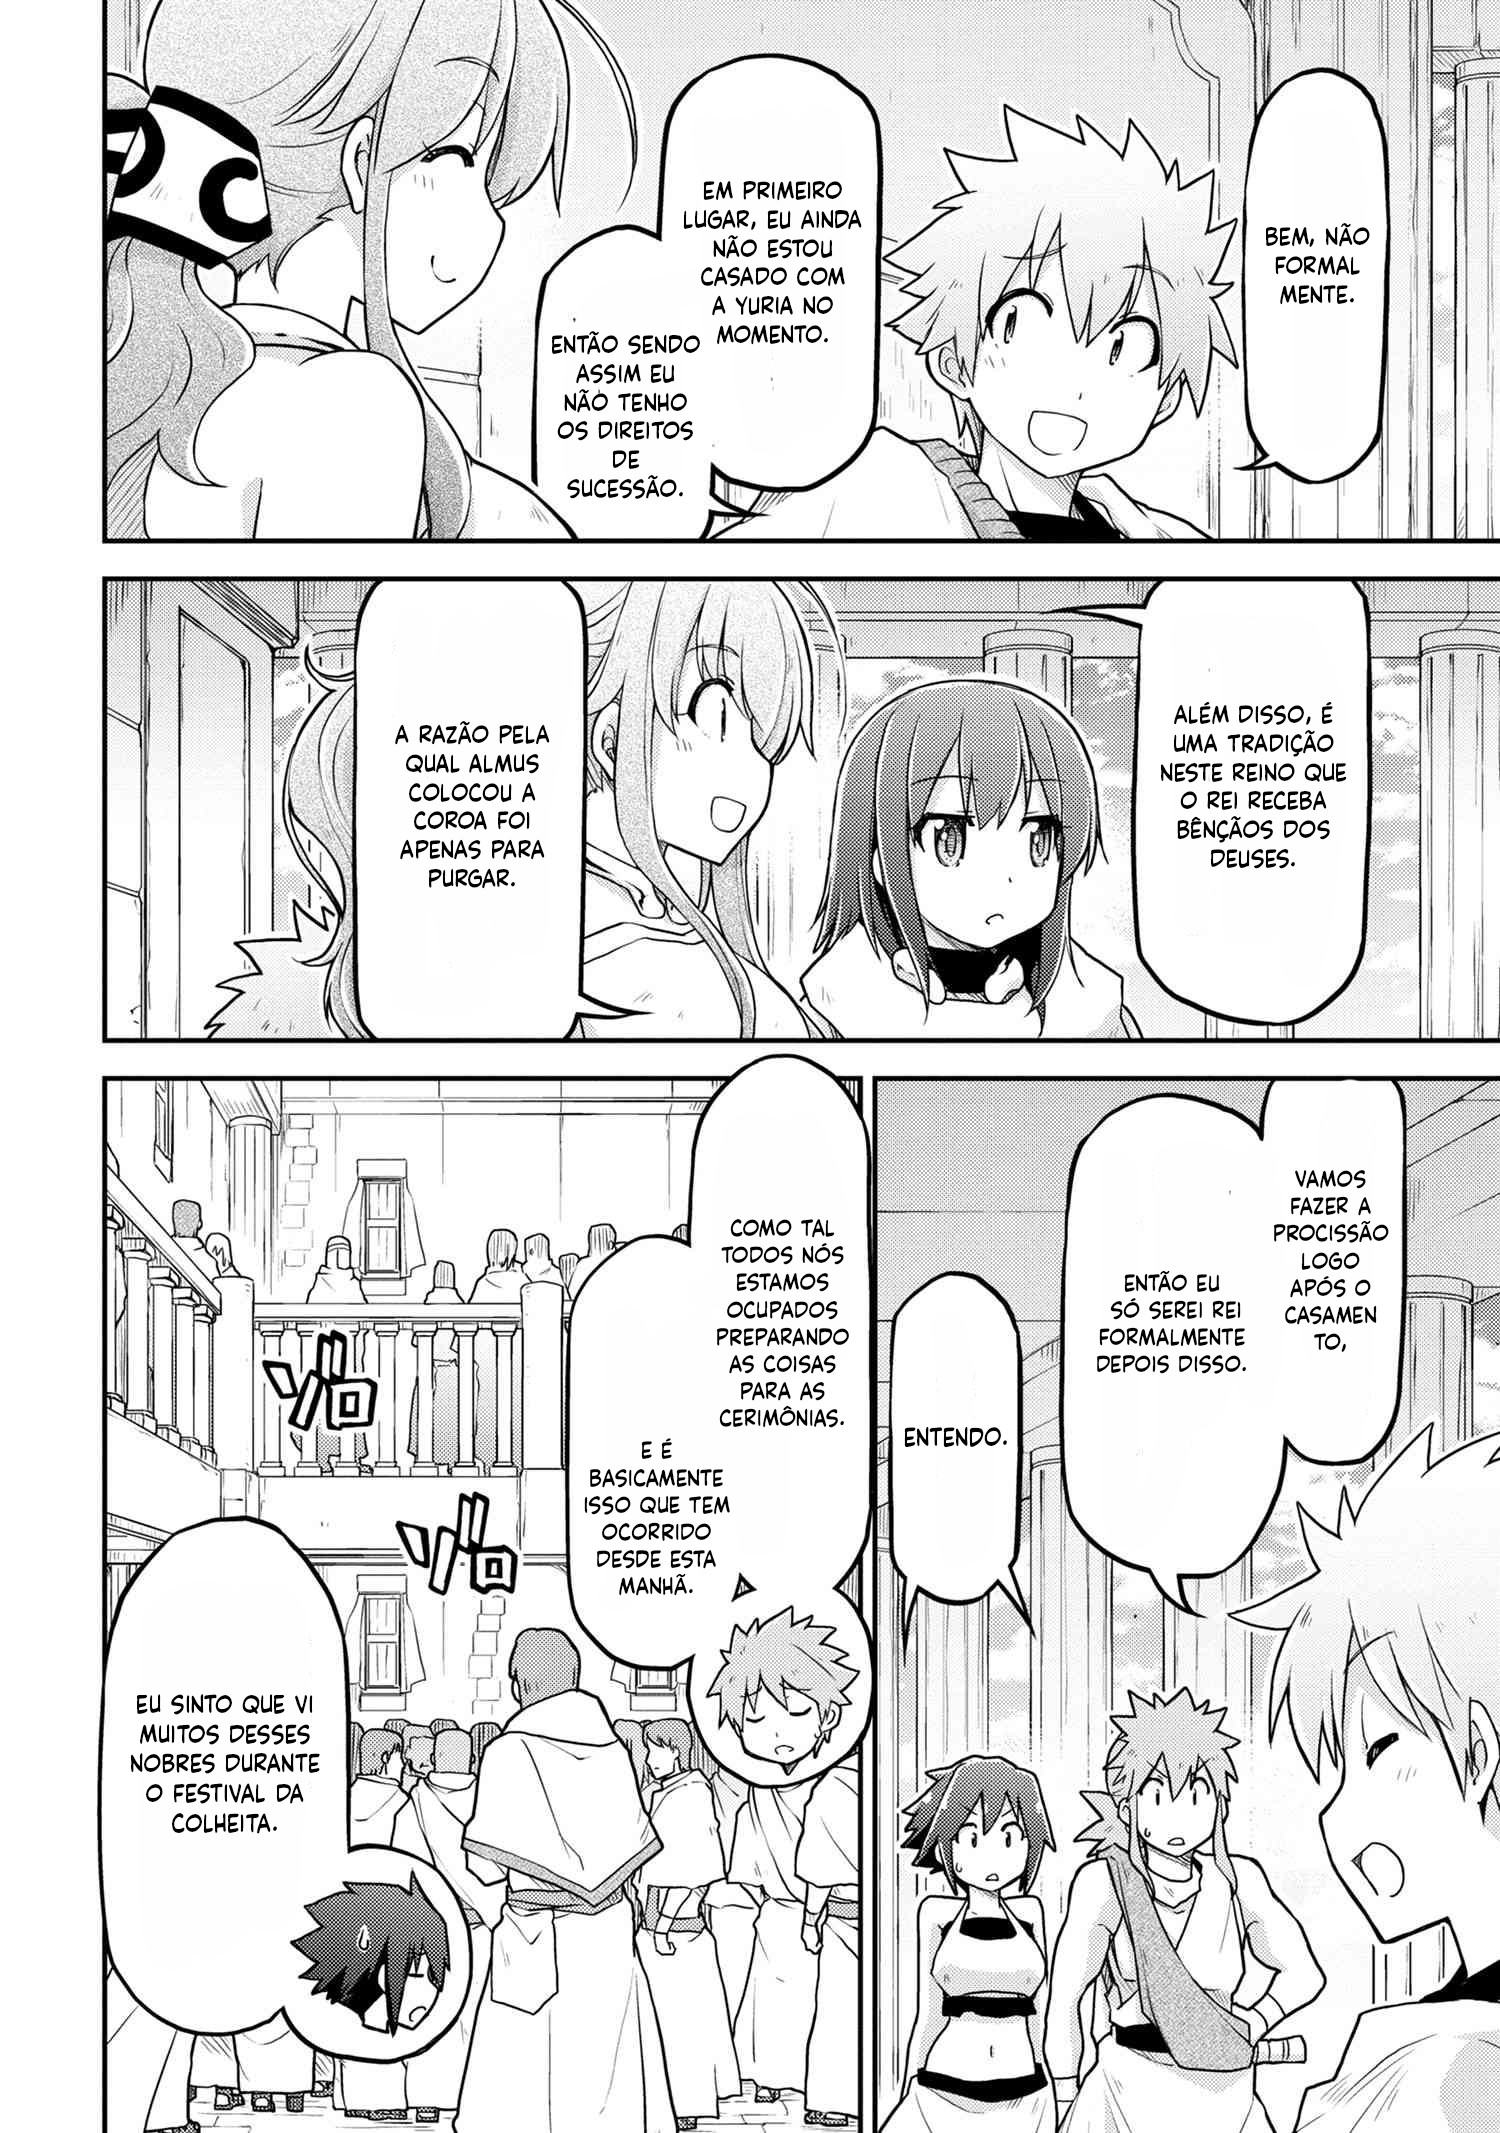 BEM, NÃO
FORMAL
MENTE.
EM PRIMEIRO
LUGAR, EU AINDA
NÃO ESTOU
CASADO COM
A YURIA NO
MOMENTO.
ENTÃO SENDO
ASSIM EU
NÃO TENHO
OS DIREITOS
DE
SUCESSÃO.
ALÉM DISSO, É
UMA TRADIÇÃO
NESTE REINO QUE
O REI RECEBA
BÊNÇÃOS DOS
DEUSES.
A RAZÃO PELA
QUAL ALMUS
COLOCOU A
COROA FOI
APENAS PARA
PURGAR.
VAMOS
FAZER A
PROCISSÃO
LOGO
APÓS O
CASAMEN
TO,
ENTÃO EU
SÓ SEREI REI
FORMALMENTE
DEPOIS DISSO.
ENTENDO.
COMO TAL
TODOS NÓS
ESTAMOS
OCUPADOS
PREPARANDO
AS COISAS
PARA AS
CERIMÔNIAS.
E É
BASICAMENTE
ISSO QUE TEM
OCORRIDO
DESDE ESTA
MANHÃ.
ゾロ
ゾロ
EU SINTO QUE VI
MUITOS DESSES
NOBRES DURANTE
O FESTIVAL DA
COLHEITA.